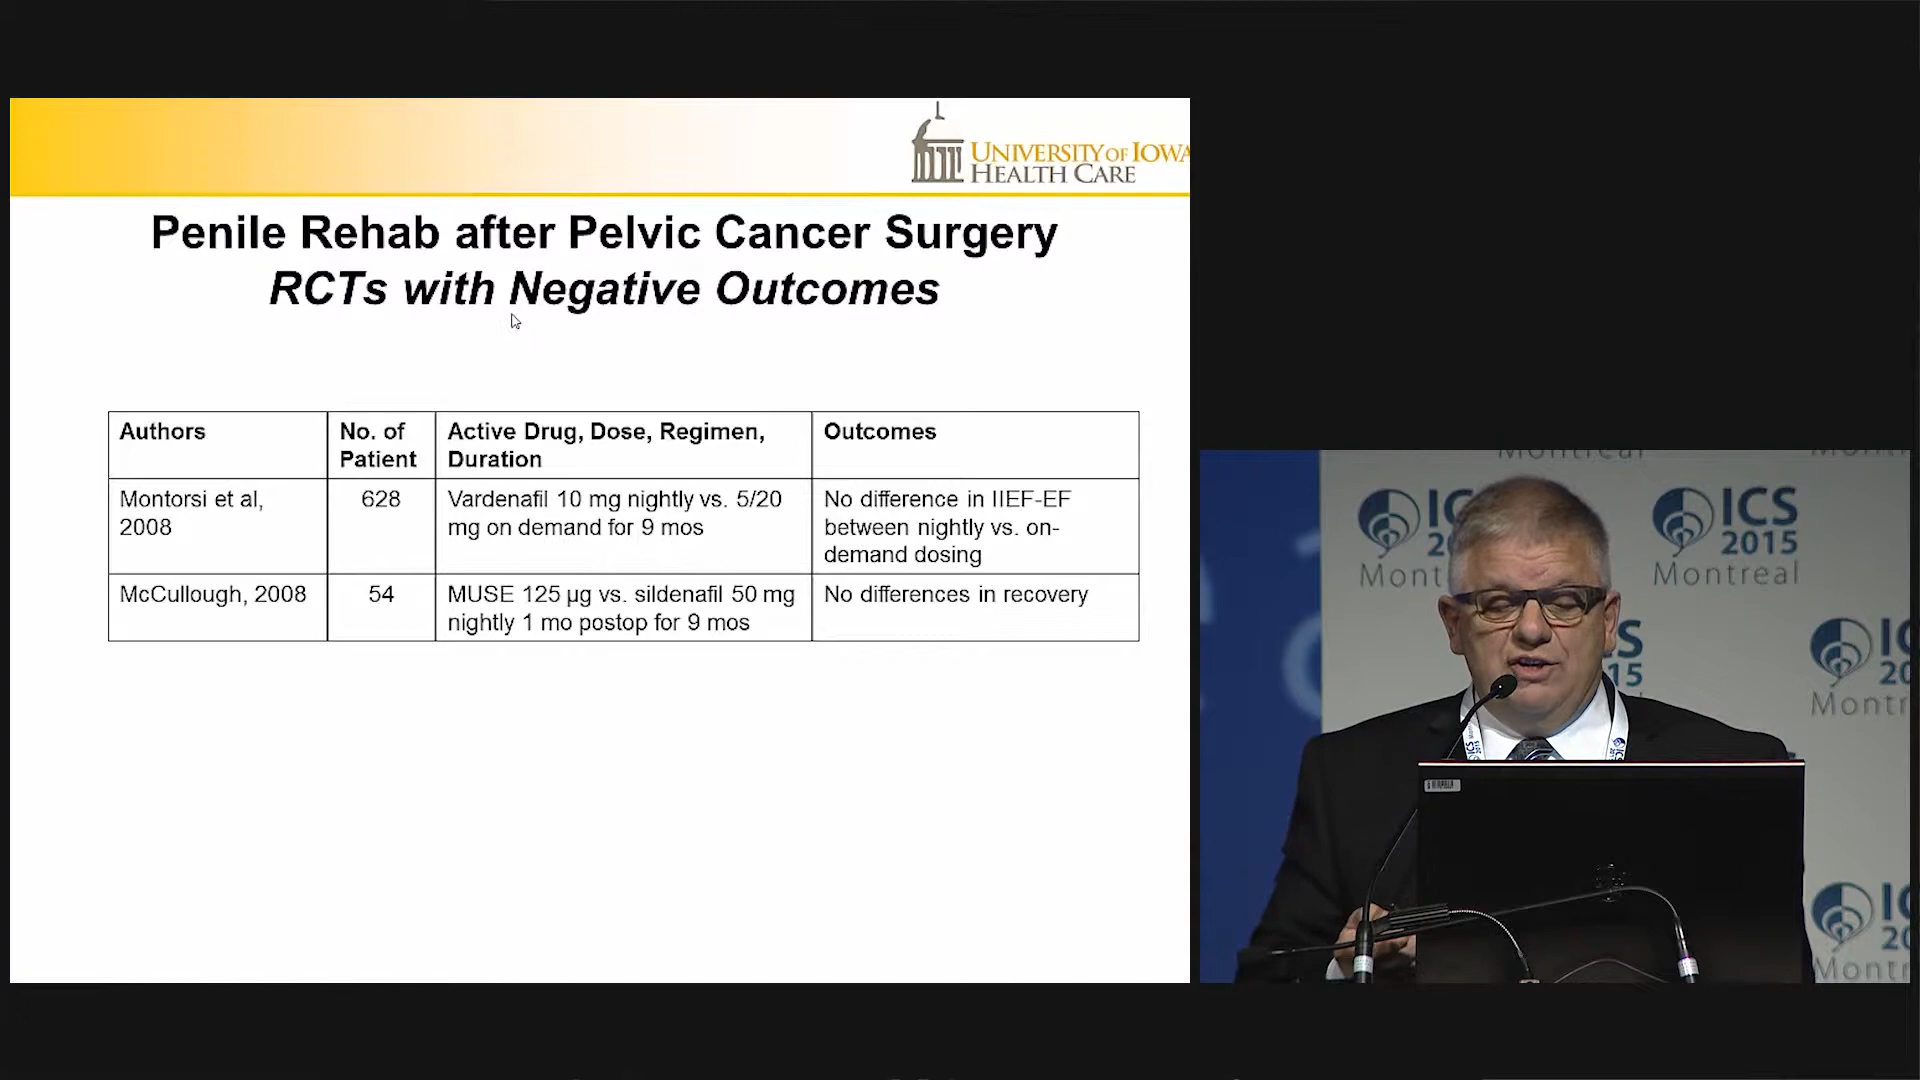 UNIVERSITY OF IOWA
HEALTH CARE
Penile Rehab after Pelvic Cancer Surgery
RCTs with Negative Outcomes
Authors
No. of
Patient
Active Drug, Dose, Regimen,
Duration
Outcomes
Montorsi et al,
2008
628
Vardenafil 10 mg nightly vs. 5/20
mg on demand for 9 mos
No difference in IIEF-EF
between nightly vs. on-
demand dosing
McCullough, 2008
54
MUSE 125 µg vs. sildenafil 50 mg
nightly 1 mo postop for 9 mos
No differences in recovery
ICS
2015
Montreal